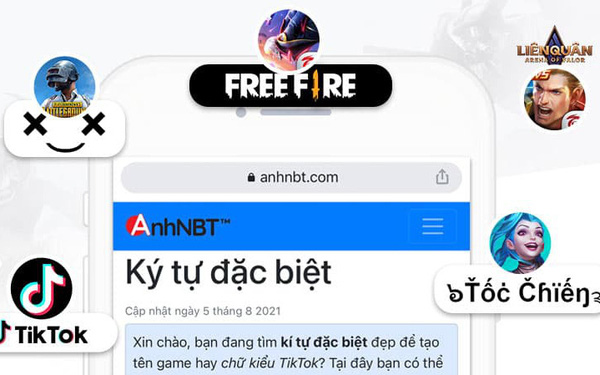 LIÊNQUÂN
ARENA OF VALOR
FREE FIRE
anhnbt.com
AnhNBT™
Ký tự đặc biệt
Cập nhật ngày 5 tháng 8 2021
Xin chào, bạn đang tìm kí tự đặc biệt đẹp để tạo
tên game hay chữ kiểu TikTok? Tại đây bạn có thể
TikTok
ʖŤốċ Čħïếŋ